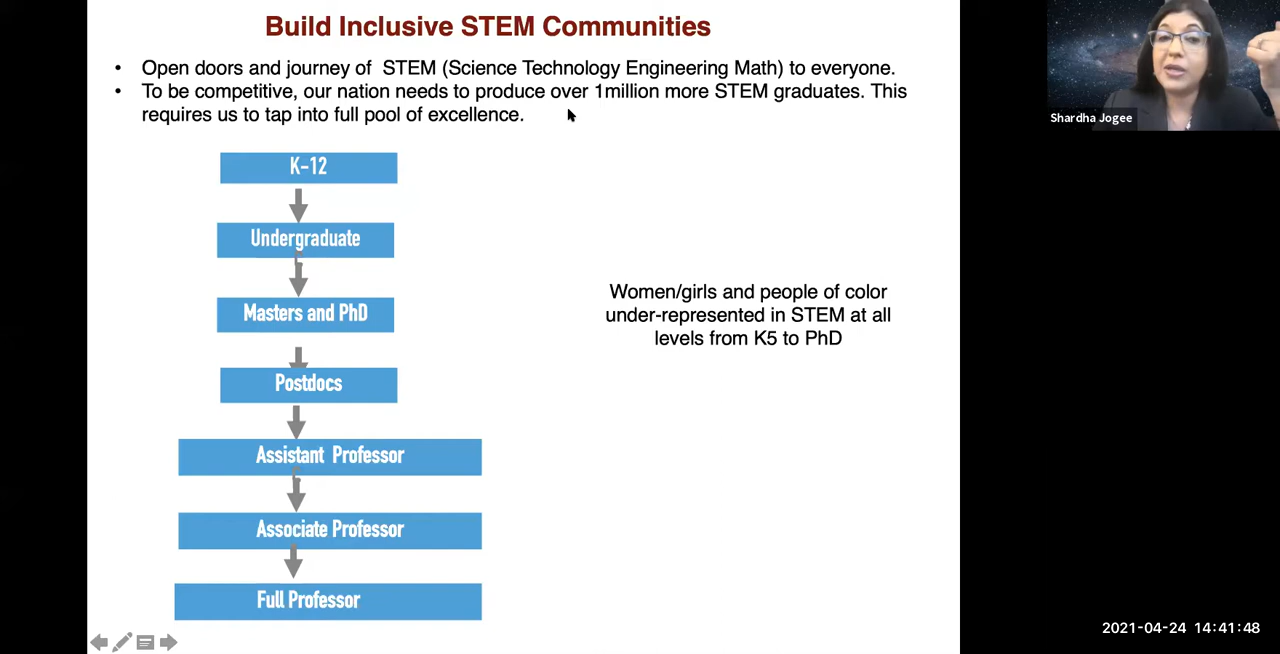 Build Inclusive STEM Communities
• Open doors and journey of STEM (Science Technology Engineering Math) to everyone.
• To be competitive, our nation needs to produce over 1million more STEM graduates. This
requires us to tap into full pool of excellence.
Shardha Jogee
K-12
Undergraduate
Women/girls and people of color
under-represented in STEM at all
levels from K5 to PhD
Masters and PhD
Postdocs
Assistant Professor
Associate Professor
Full Professor
2021-04-24 14:41:48